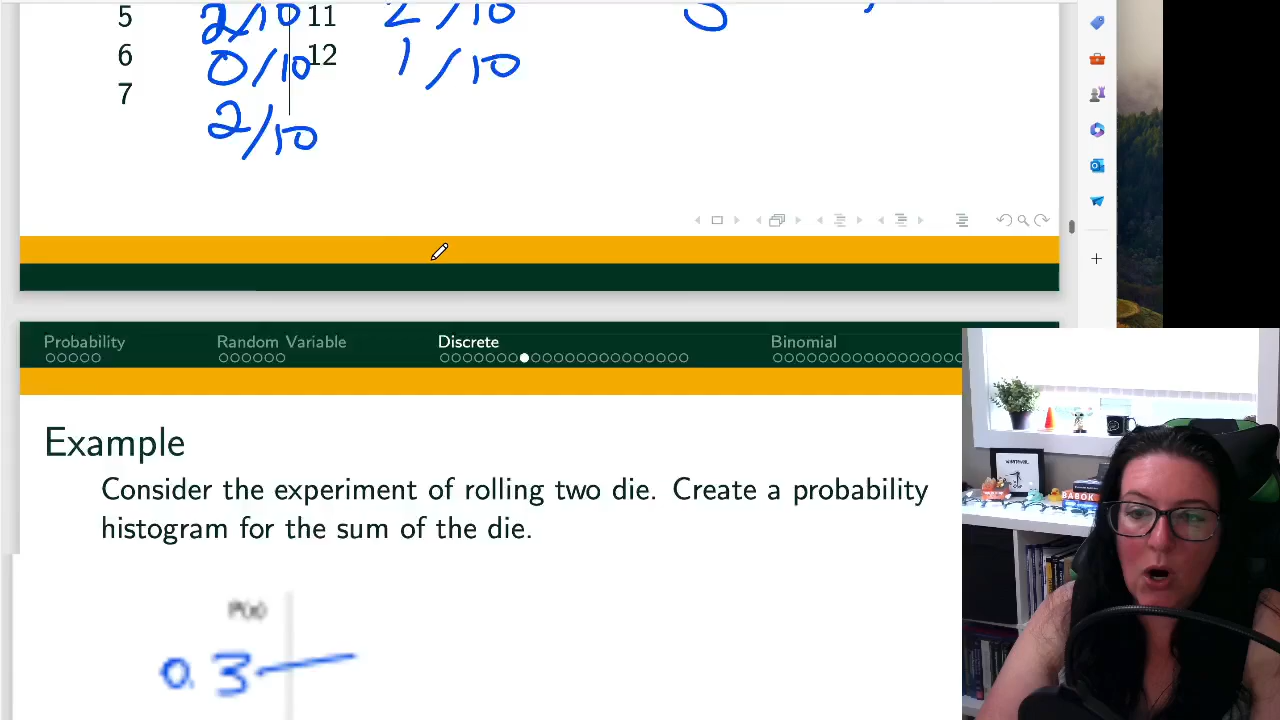 5 2/10 11 2/10
6 0/10 12 1/10
7 2/10
Probability Random Variable Discrete Binomial
Example
Consider the experiment of rolling two die. Create a probability
histogram for the sum of the die.
P(x)
0.3
BABOK